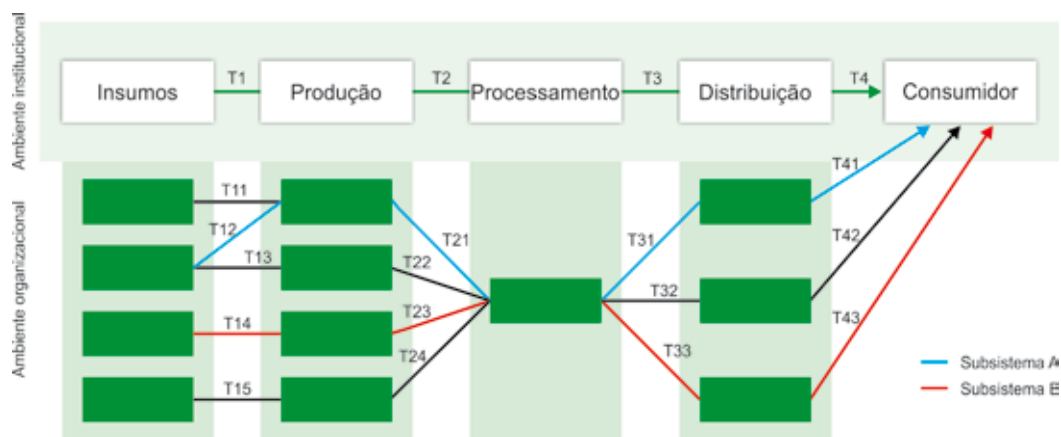 Ambiente institucional
Insumos
T1
Produção
T2
Processamento
T3
Distribuição
T4
Consumidor
Ambiente organizacional
T11
T12
T13
T14
T15
T21
T22
T23
T24
T31
T32
T33
T41
T42
T43
Subsistema A
Subsistema B